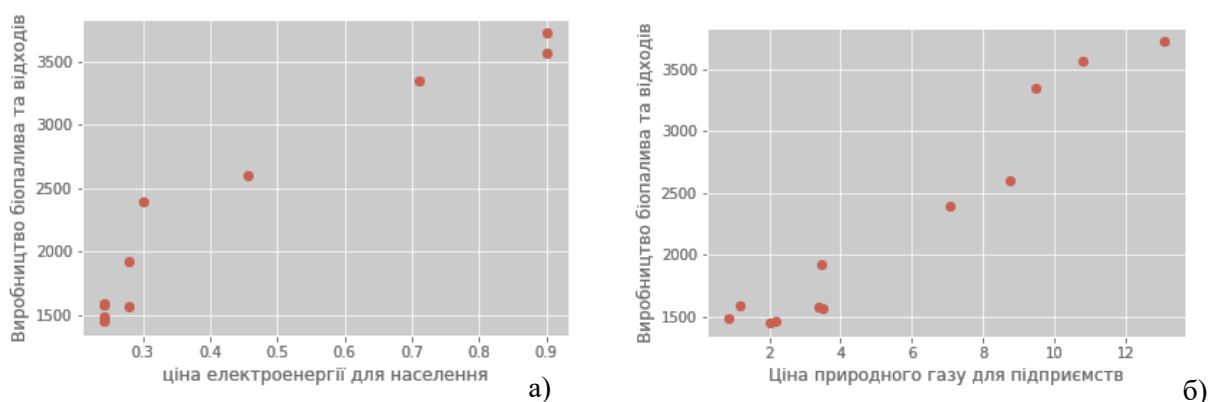 Виробництво біопалива та відходів
3500
3000
2500
2000
1500
0.3 0.4 0.5 0.6 0.7 0.8 0.9
ціна електроенергії для населення
а)
Виробництво біопалива та відходів
3500
3000
2500
2000
1500
2 4 6 8 10 12
Ціна природного газу для підприємств
б)